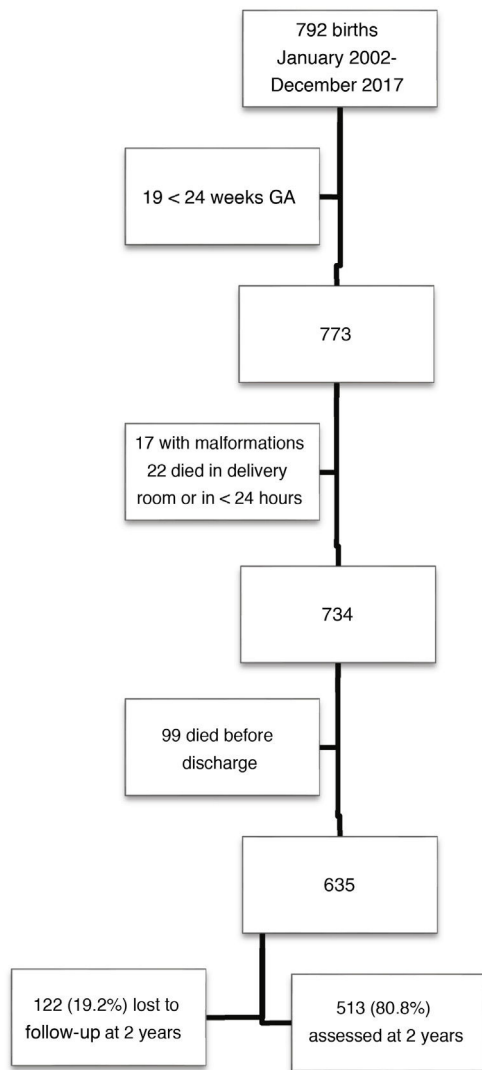 792 births
January 2002-
December 2017
19 < 24 weeks GA
773
17 with malformations
22 died in delivery
room or in < 24 hours
734
99 died before
discharge
635
122 (19.2%) lost to
follow-up at 2 years
513 (80.8%)
assessed at 2 years